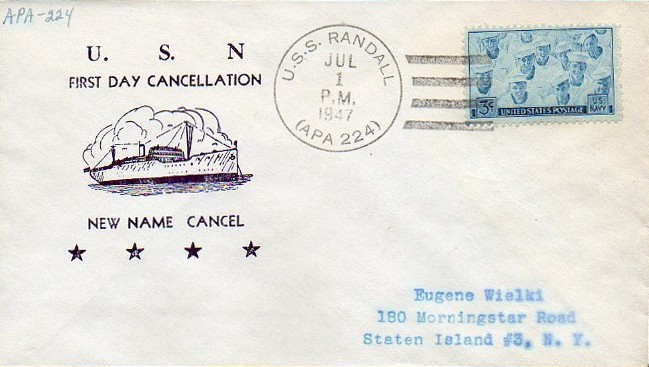 APA-224
U. S. N
FIRST DAY CANCELLATION
NEW NAME CANCEL
U.S.S. RANDALL
JUL
1
P.M.
1947
(APA 224)
3¢ UNITED STATES POSTAGE U.S. NAVY
Eugene Wielki
180 Morningstar Road
Staten Island #3, N. Y.